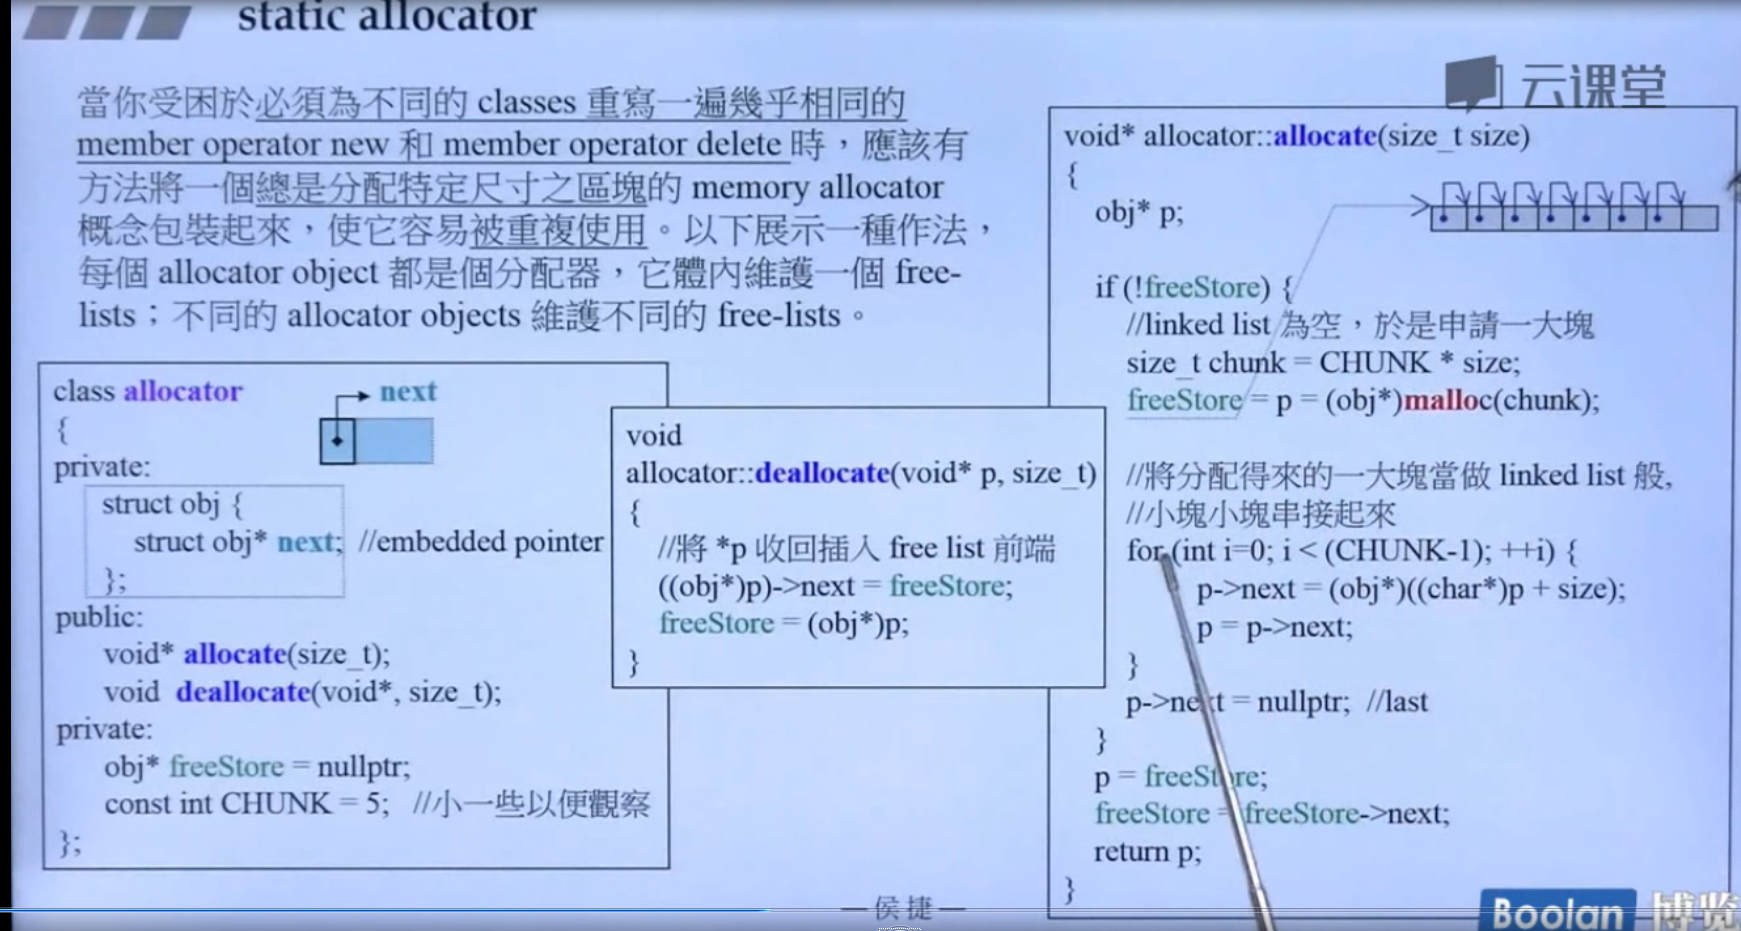 static allocator
云课堂
當你受困於必須為不同的 classes 重寫一遍幾乎相同的
member operator new 和 member operator delete 時，應該有
方法將一個總是分配特定尺寸之區塊的 memory allocator
概念包裝起來，使它容易被重複使用。以下展示一種作法，
每個 allocator object 都是個分配器，它體內維護一個 free-
lists；不同的 allocator objects 維護不同的 free-lists。
class allocator
{
private:
struct obj {
struct obj* next; //embedded pointer
};
public:
void* allocate(size_t);
void deallocate(void*, size_t);
private:
obj* freeStore = nullptr;
const int CHUNK = 5; //小一些以便觀察
};
next
void
allocator::deallocate(void* p, size_t)
{
//將 *p 收回插入 free list 前端
((obj*)p)->next = freeStore;
freeStore = (obj*)p;
}
void* allocator::allocate(size_t size)
{
obj* p;
if (!freeStore) {
//linked list 為空，於是申請一大塊
size_t chunk = CHUNK * size;
freeStore = p = (obj*)malloc(chunk);
//將分配得來的一大塊當做 linked list 般,
//小塊小塊串接起來
for (int i=0; i < (CHUNK-1); ++i) {
p->next = (obj*)((char*)p + size);
p = p->next;
}
p->next = nullptr; //last
}
p = freeStore;
freeStore = freeStore->next;
return p;
}
—侯捷—
Boolan 博览